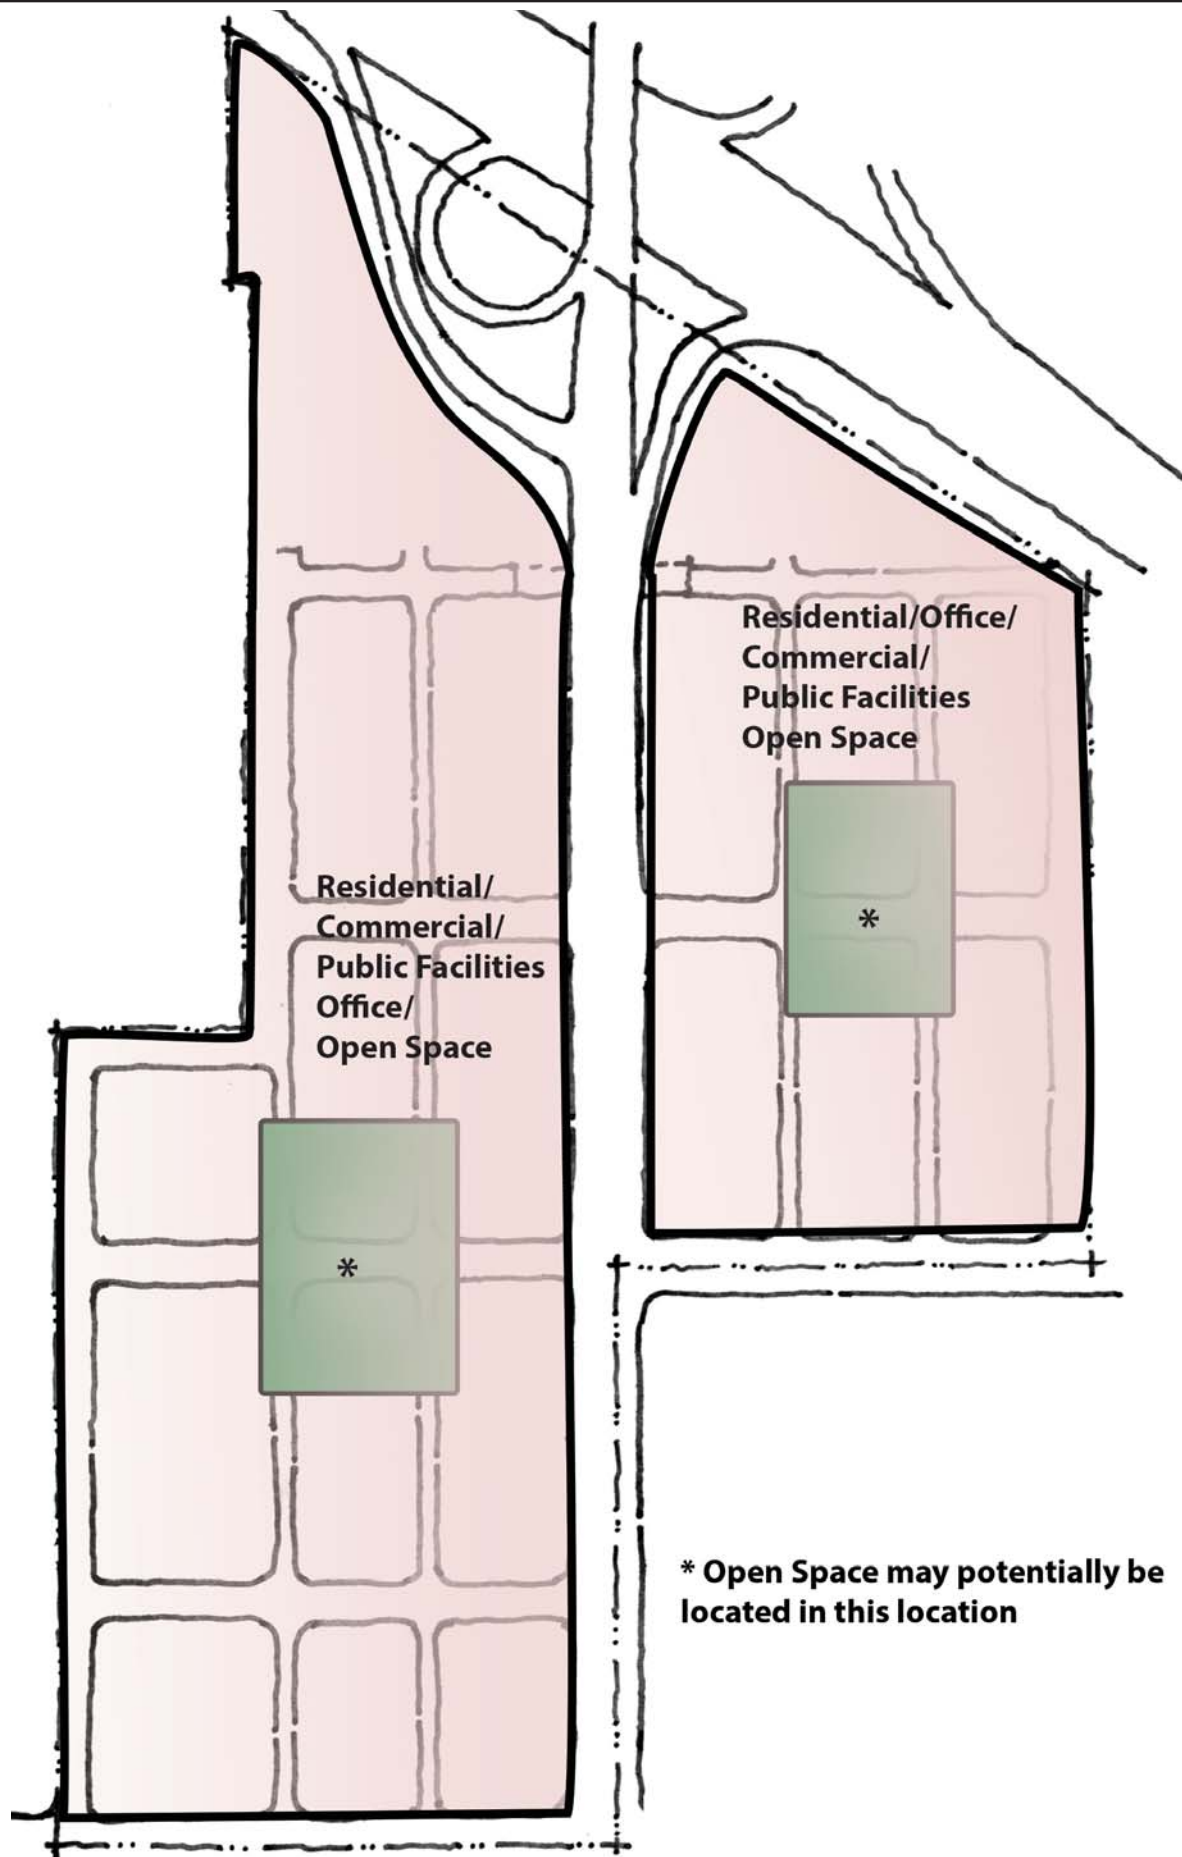 Residential/Office/
Commercial/
Public Facilities
Open Space
*
Residential/
Commercial/
Public Facilities
Office/
Open Space
*
* Open Space may potentially be
located in this location